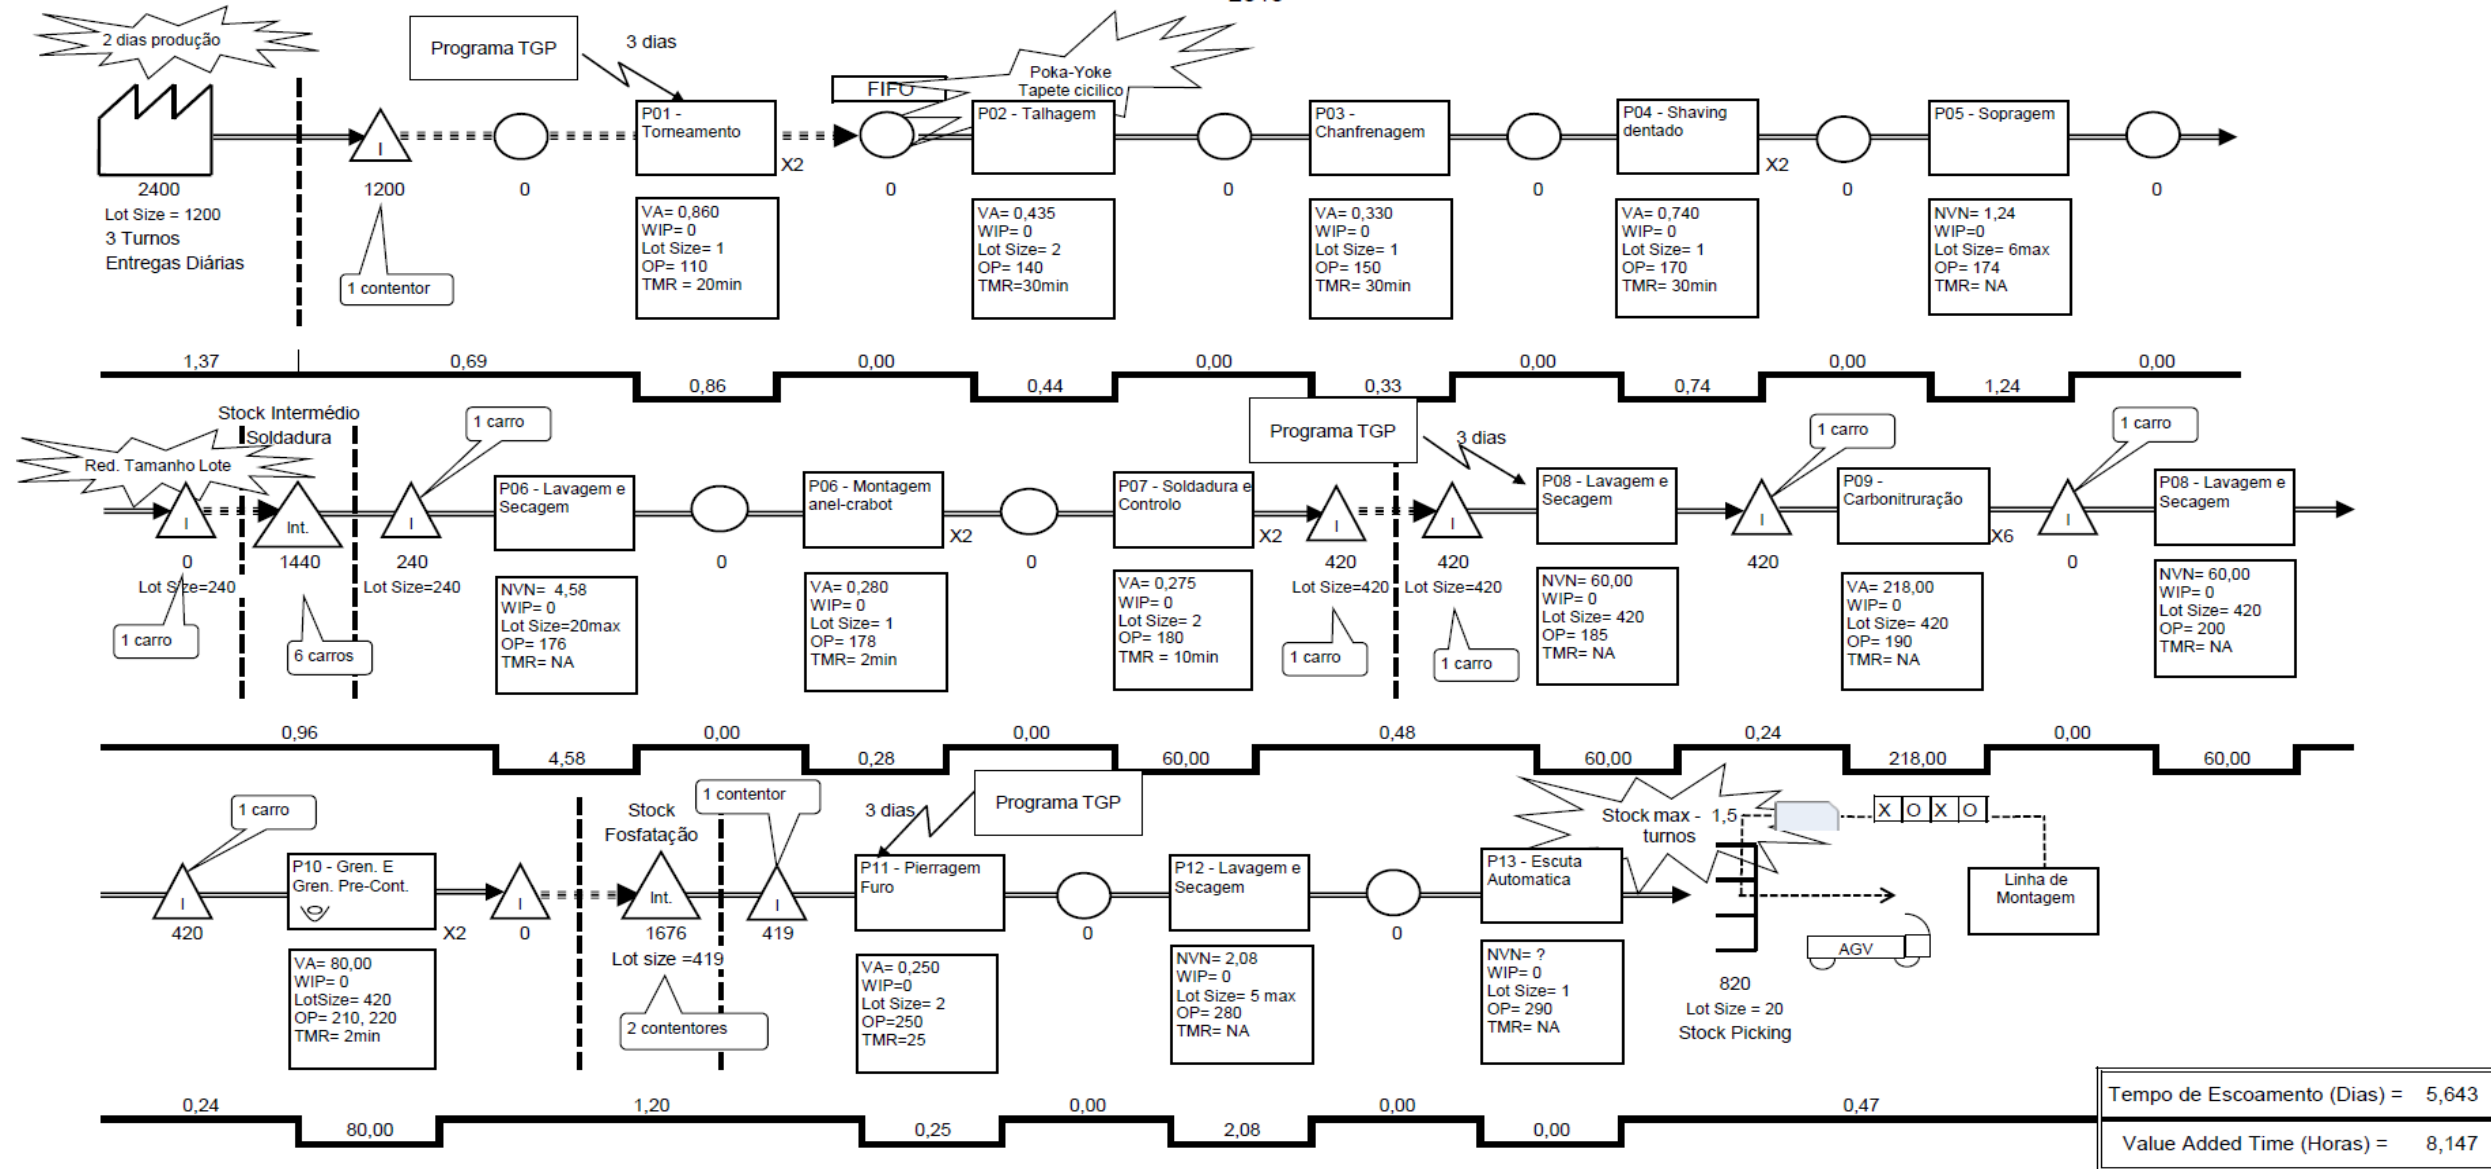 2 dias produção
Programa TGP
3 dias
FIFO
Poka-Yoke
Tapete cicilico
P01 -
Torneamento
P02 - Talhagem
P03 -
Chanfrenagem
P04 - Shaving
dentado
P05 - Sopragem
I
X2
X2
2400
1200
0
0
0
0
0
0
Lot Size = 1200
3 Turnos
Entregas Diárias
1 contentor
VA= 0,860
WIP= 0
Lot Size= 1
OP= 110
TMR = 20min
VA= 0,435
WIP= 0
Lot Size= 2
OP= 140
TMR=30min
VA= 0,330
WIP= 0
Lot Size= 1
OP= 150
TMR= 30min
VA= 0,740
WIP= 0
Lot Size= 1
OP= 170
TMR= 30min
NVN= 1,24
WIP=0
Lot Size= 6max
OP= 174
TMR= NA
1,37
0,69
0,00
0,00
0,00
0,00
0,00
0,86
0,44
0,33
0,74
1,24
Stock Intermédio
Soldadura
1 carro
Programa TGP
3 dias
1 carro
1 carro
Red. Tamanho Lote
P06 - Lavagem e
Secagem
P06 - Montagem
anel-crabot
P07 - Soldadura e
Controlo
P08 - Lavagem e
Secagem
P09 -
Carbonitruração
P08 - Lavagem e
Secagem
I
Int.
I
I
I
I
I
X2
X2
X6
0
1440
240
0
0
420
420
420
0
Lot Size=240
Lot Size=240
Lot Size=420
Lot Size=420
1 carro
6 carros
1 carro
1 carro
NVN= 4,58
WIP= 0
Lot Size=20max
OP= 176
TMR= NA
VA= 0,280
WIP= 0
Lot Size= 1
OP= 178
TMR= 2min
VA= 0,275
WIP= 0
Lot Size= 2
OP= 180
TMR = 10min
NVN= 60,00
WIP= 0
Lot Size= 420
OP= 185
TMR= NA
VA= 218,00
WIP= 0
Lot Size= 420
OP= 190
TMR= NA
NVN= 60,00
WIP= 0
Lot Size= 420
OP= 200
TMR= NA
0,96
0,00
0,00
0,48
0,24
0,00
4,58
0,28
60,00
60,00
218,00
60,00
1 carro
Stock
Fosfatação
1 contentor
3 dias
Programa TGP
Stock max - 1,5
turnos
X O X O
P10 - Gren. E
Gren. Pre-Cont.
P11 - Pierragem
Furo
P12 - Lavagem e
Secagem
P13 - Escuta
Automatica
Linha de
Montagem
I
I
Int.
I
X2
AGV
420
0
1676
419
0
0
820
Lot size =419
Lot Size = 20
Stock Picking
2 contentores
VA= 80,00
WIP= 0
LotSize= 420
OP= 210, 220
TMR= 2min
VA= 0,250
WIP=0
Lot Size= 2
OP=250
TMR=25
NVN= 2,08
WIP= 0
Lot Size= 5 max
OP= 280
TMR= NA
NVN= ?
WIP= 0
Lot Size= 1
OP= 290
TMR= NA
0,24
1,20
0,00
0,00
0,47
80,00
0,25
2,08
0,00
Tempo de Escoamento (Dias) = 5,643
Value Added Time (Horas) = 8,147